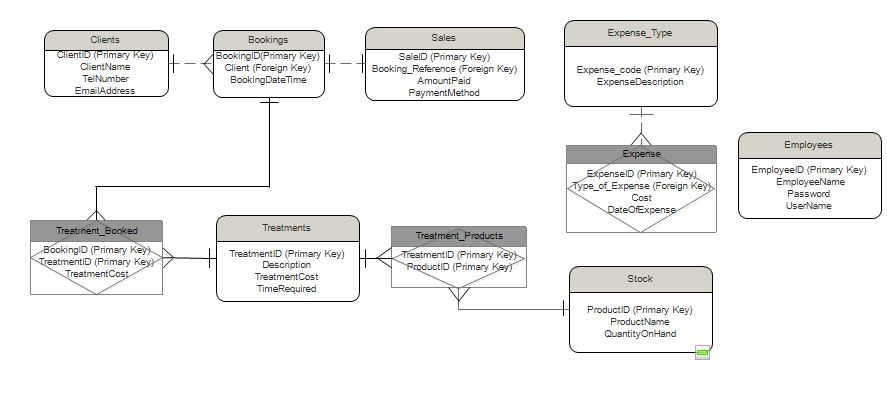 Clients
ClientID (Primary Key)
ClientName
TelNumber
EmailAddress
Bookings
BookingID(Primary Key)
Client (Foreign Key)
BookingDateTime
Sales
SaleID (Primary Key)
Booking_Reference (Foreign Key)
AmountPaid
PaymentMethod
Expense_Type
Expense_code (Primary Key)
ExpenseDescription
Expense
ExpenseID (Primary Key)
Type_of_Expense (Foreign Key)
Cost
DateOfExpense
Employees
EmployeeID (Primary Key)
EmployeeName
Password
UserName
Treatment_Booked
BookingID (Primary Key)
TreatmentID (Primary Key)
TreatmentCost
Treatments
TreatmentID (Primary Key)
Description
TreatmentCost
TimeRequired
Treatment_Products
TreatmentID (Primary Key)
ProductID (Primary Key)
Stock
ProductID (Primary Key)
ProductName
QuantityOnHand